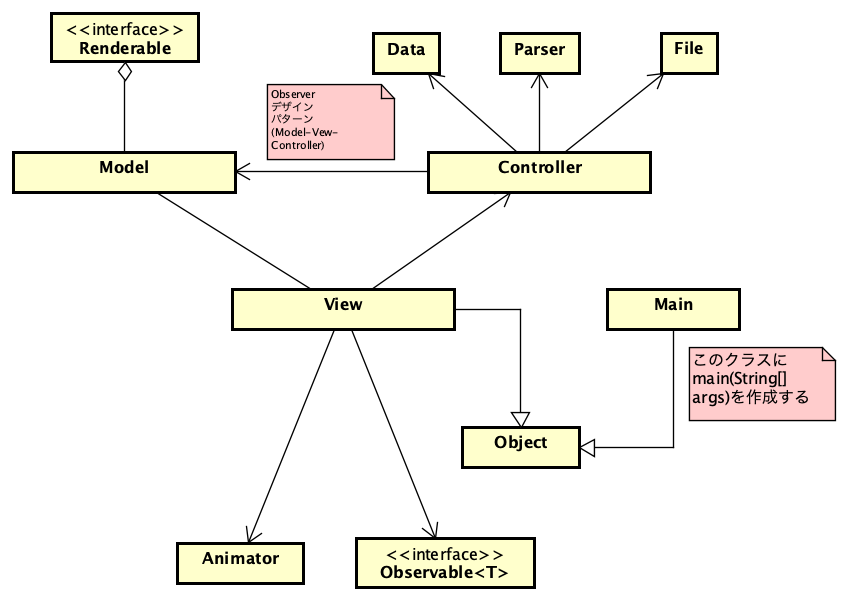 <<interface>>
Renderable
Data
Parser
File
Observer
デザイン
パターン
(Model-Vew-
Controller)
Model
Controller
View
Main
このクラスに
main(String[]
args)を作成する
Object
Animator
<<interface>>
Observable<T>